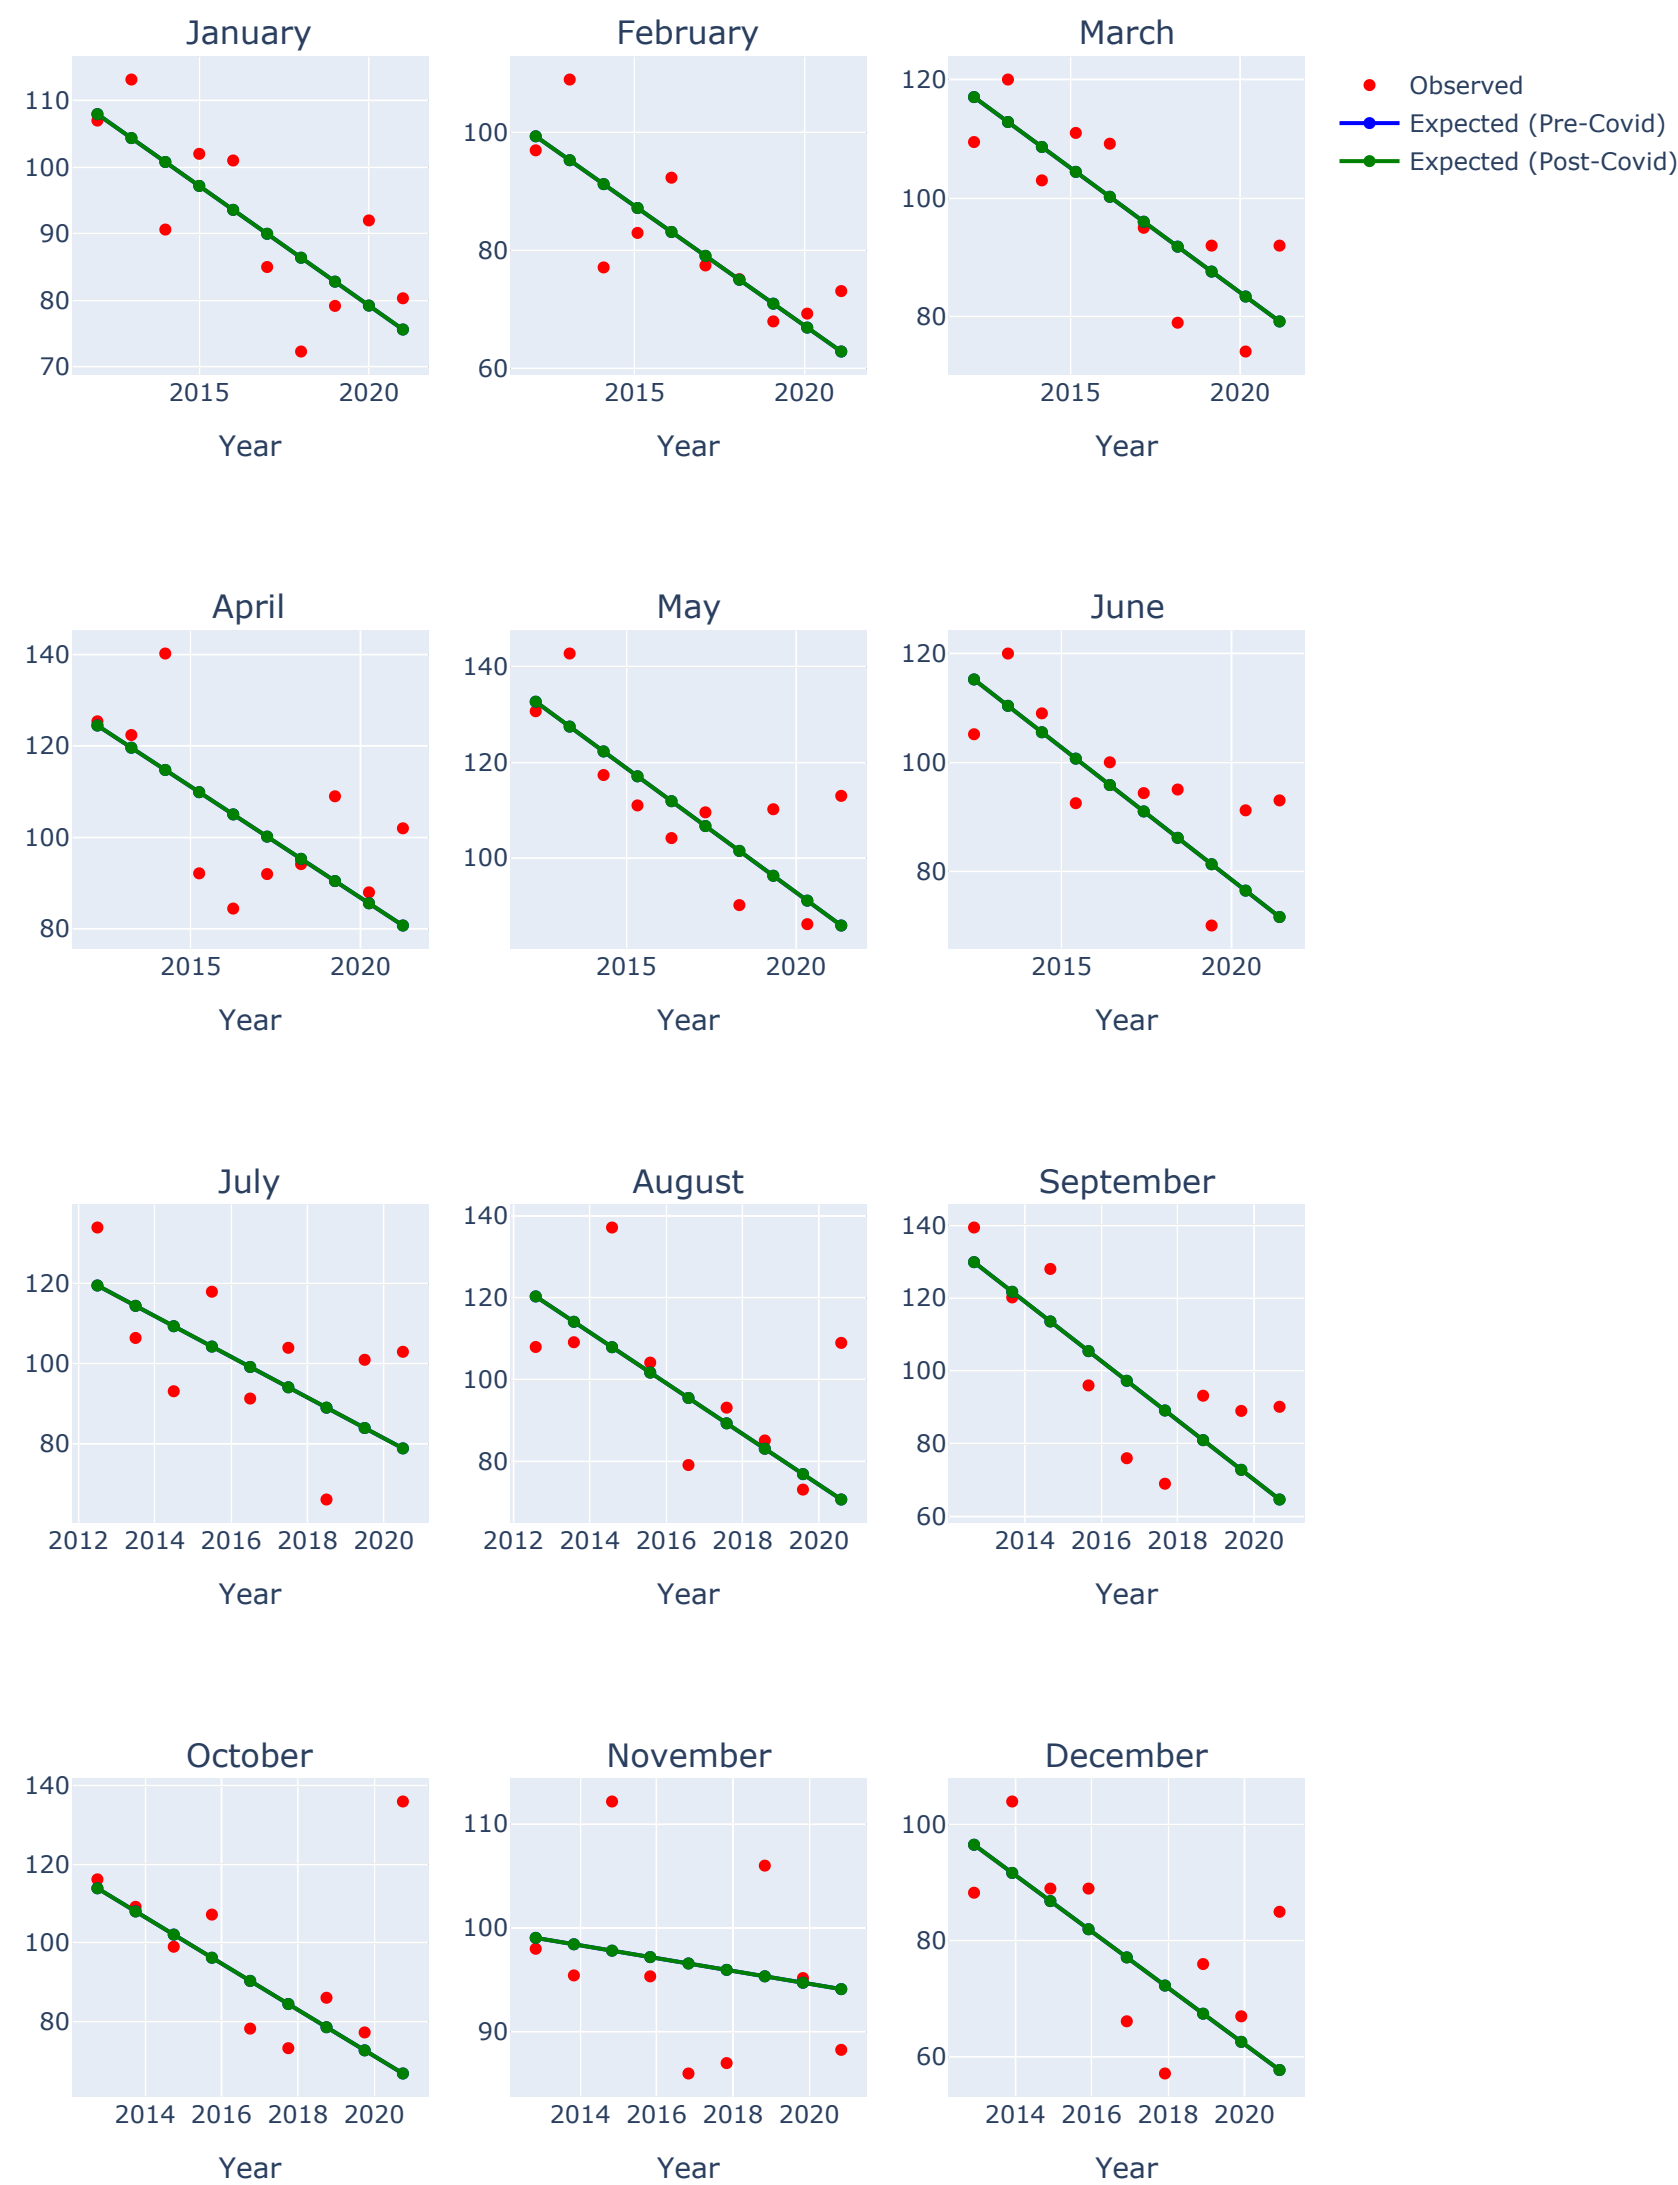 January February March
Observed
Expected (Pre-Covid)
Expected (Post-Covid)
110
100
90
80
70
2015 2020
Year
100
80
60
2015 2020
Year
120
100
80
2015 2020
Year
April May June
140
120
100
80
2015 2020
Year
140
120
100
2015 2020
Year
120
100
80
2015 2020
Year
July August September
120
100
80
2012 2014 2016 2018 2020
Year
140
120
100
80
2012 2014 2016 2018 2020
Year
140
120
100
80
60
2014 2016 2018 2020
Year
October November December
140
120
100
80
2014 2016 2018 2020
Year
110
100
90
2014 2016 2018 2020
Year
100
80
60
2014 2016 2018 2020
Year